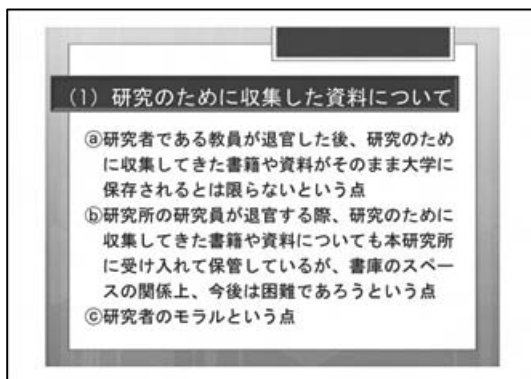 (1) 研究のために収集した資料について
ⓐ研究者である教員が退官した後、研究のため
に収集してきた書籍や資料がそのまま大学に
保存されるとは限らないという点
ⓑ研究所の研究員が退官する際、研究のために
収集してきた書籍や資料についても本研究所
に受け入れて保管しているが、書庫のスペー
スの関係上、今後は困難であろうという点
ⓒ研究者のモラルという点